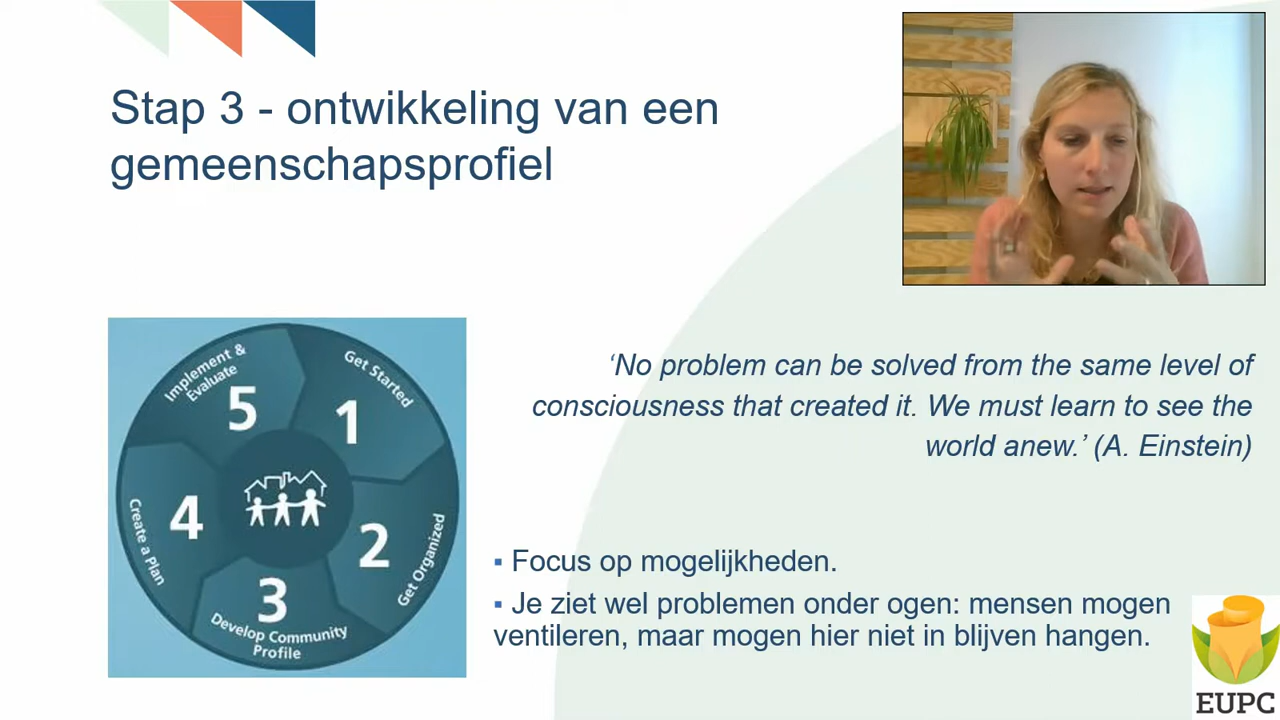 Stap 3 - ontwikkeling van een
gemeenschapsprofiel
Implement &
Evaluate
5
Get Started
1
4
Create a Plan
2
Get Organized
3
Develop Community
Profile
‘No problem can be solved from the same level of
consciousness that created it. We must learn to see the
world anew.’ (A. Einstein)
▪ Focus op mogelijkheden.
▪ Je ziet wel problemen onder ogen: mensen mogen
ventileren, maar mogen hier niet in blijven hangen.
EUPC